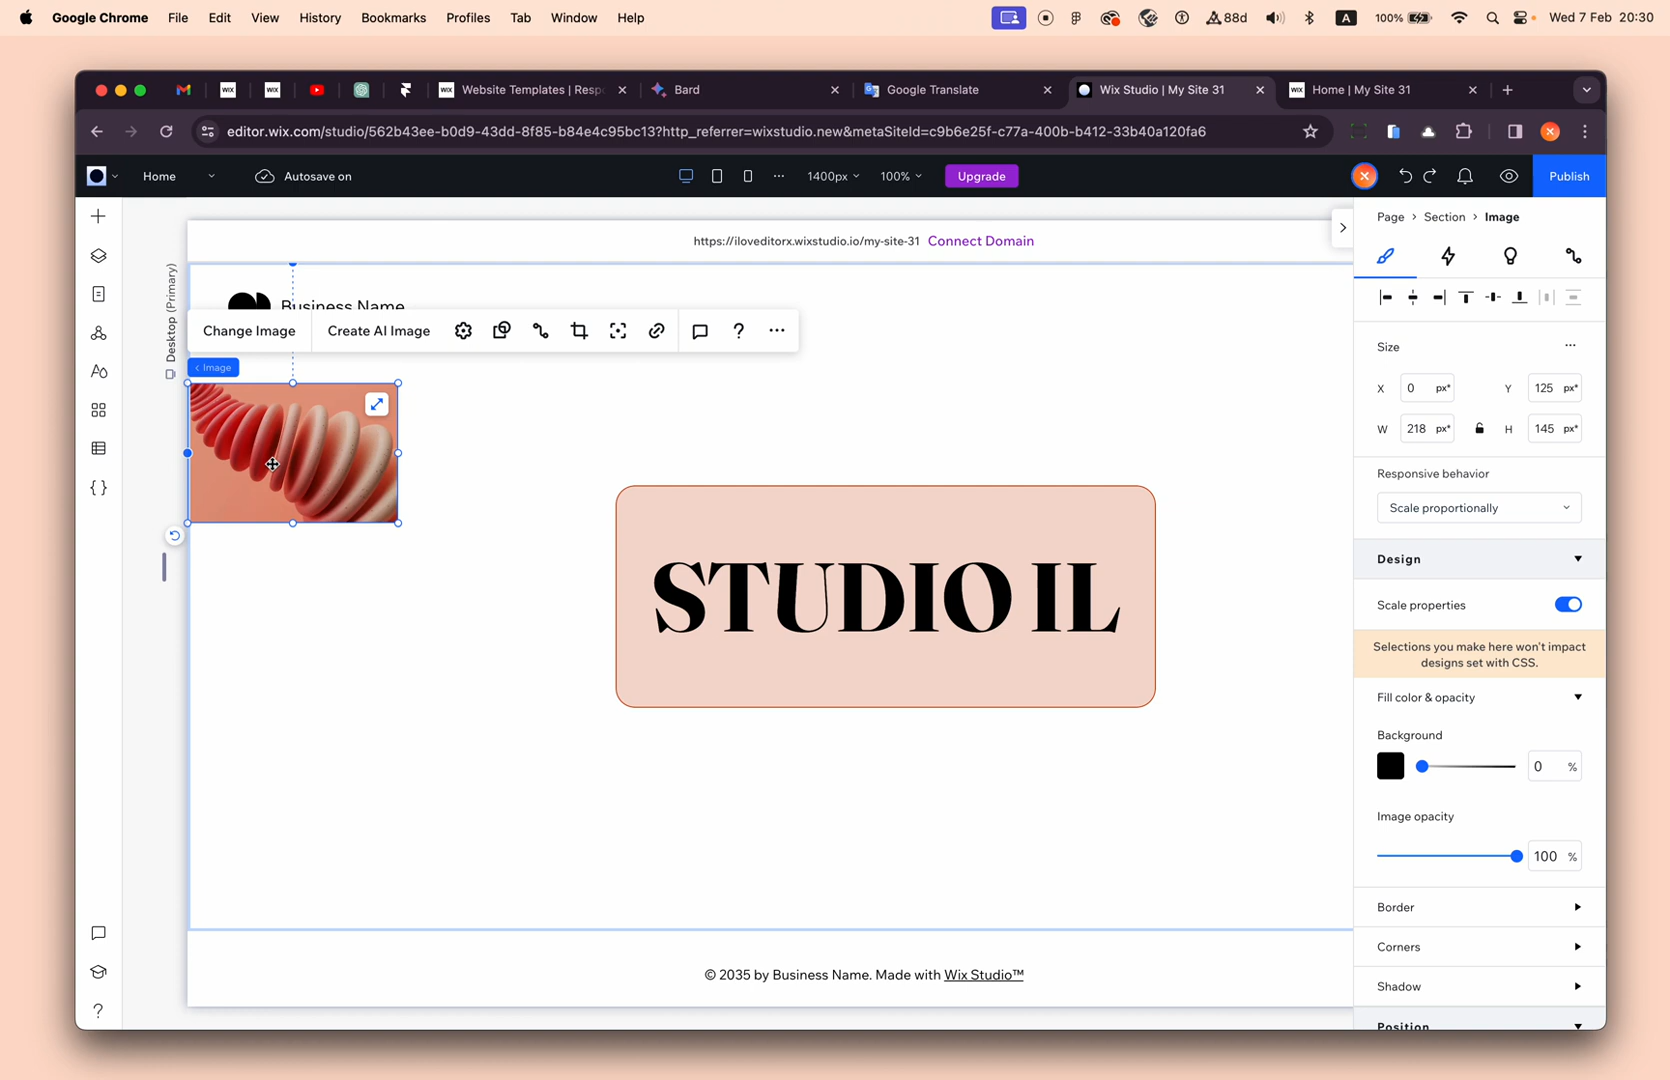 Google Chrome File Edit View History Bookmarks Profiles Tab Window Help 88d A 100% Wed 7 Feb 20:30
WIX WIX WIX Website Templates | Resp Bard Google Translate Wix Studio | My Site 31 WIX Home | My Site 31
editor.wix.com/studio/562b43ee-b0d9-43dd-8f85-b84e4c95bc13?http_referrer=wixstudio.new&metaSiteId=c9b6e25f-c77a-400b-b412-33b40a120fa6
Home Autosave on 1400px 100% Upgrade Publish
Page > Section > Image
https://iloveditorx.wixstudio.io/my-site-31 Connect Domain
Desktop (Primary)
Business Name
Change Image Create AI Image
Image
STUDIO IL
© 2035 by Business Name. Made with Wix Studio™
Size
X 0 px* Y 125 px*
W 218 px* H 145 px*
Responsive behavior
Scale proportionally
Design
Scale properties
Selections you make here won't impact
designs set with CSS.
Fill color & opacity
Background
0 %
Image opacity
100 %
Border
Corners
Shadow
Position